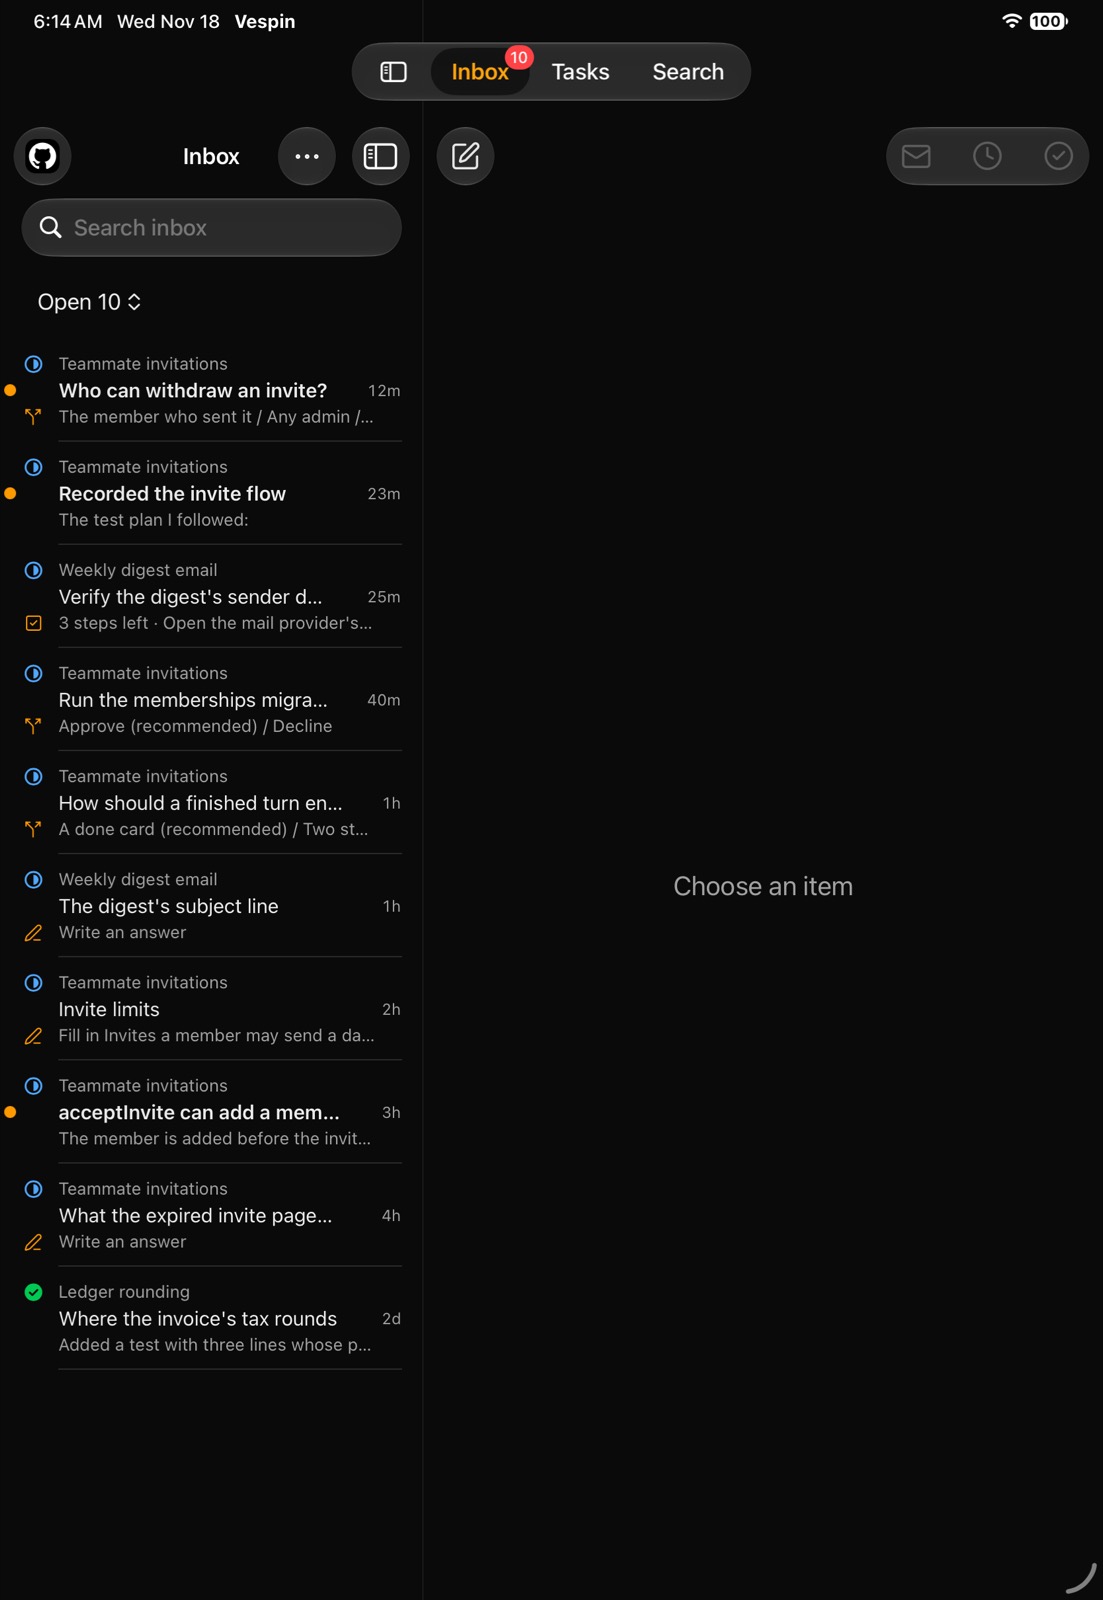 6:14 AM Wed Nov 18 Vespin
100
Inbox 10 Tasks Search
Inbox
Search inbox
Open 10
Teammate invitations
Who can withdraw an invite? 12m
The member who sent it / Any admin /...
Teammate invitations
Recorded the invite flow 23m
The test plan I followed:
Weekly digest email
Verify the digest's sender d... 25m
3 steps left · Open the mail provider's...
Teammate invitations
Run the memberships migra... 40m
Approve (recommended) / Decline
Teammate invitations
How should a finished turn en... 1h
A done card (recommended) / Two st...
Weekly digest email
The digest's subject line 1h
Write an answer
Teammate invitations
Invite limits 2h
Fill in Invites a member may send a da...
Teammate invitations
acceptInvite can add a mem... 3h
The member is added before the invit...
Teammate invitations
What the expired invite page... 4h
Write an answer
Ledger rounding
Where the invoice's tax rounds 2d
Added a test with three lines whose p...
Choose an item